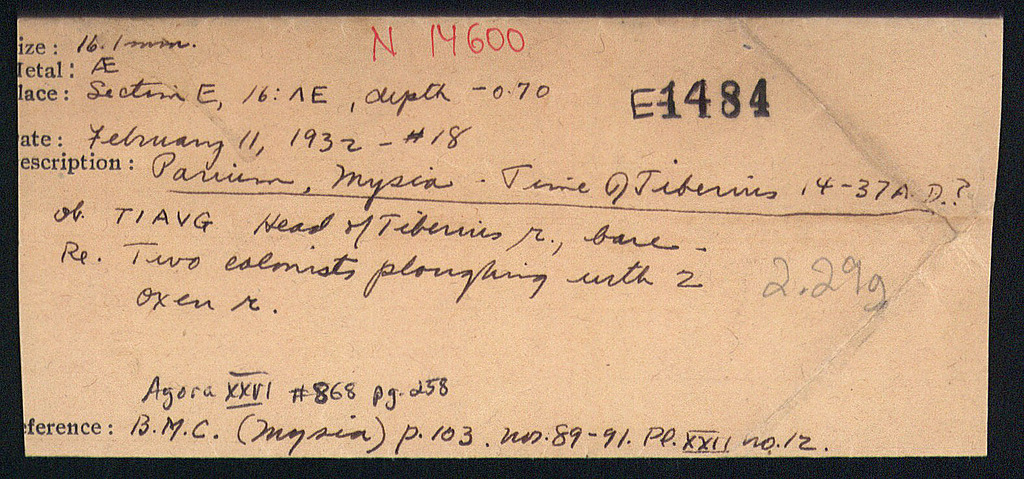 ize : 16.1mm.
N 14600
etal : Æ
lace : Section E, 16: ΛE, depth -0.70
E-1484
ate : February 11, 1932 - #18
escription : Parium, Mysia - Time of Tiberius 14-37 A.D.?
ob. TIAVG Head of Tiberius r., bare -
Re. Two colonists ploughing with 2
oxen r.
2.29g
Agora XXVI #868 pg. 258
eference : B.M.C. (Mysia) p. 103. nos. 89-91. Pl. XXII no. 12.